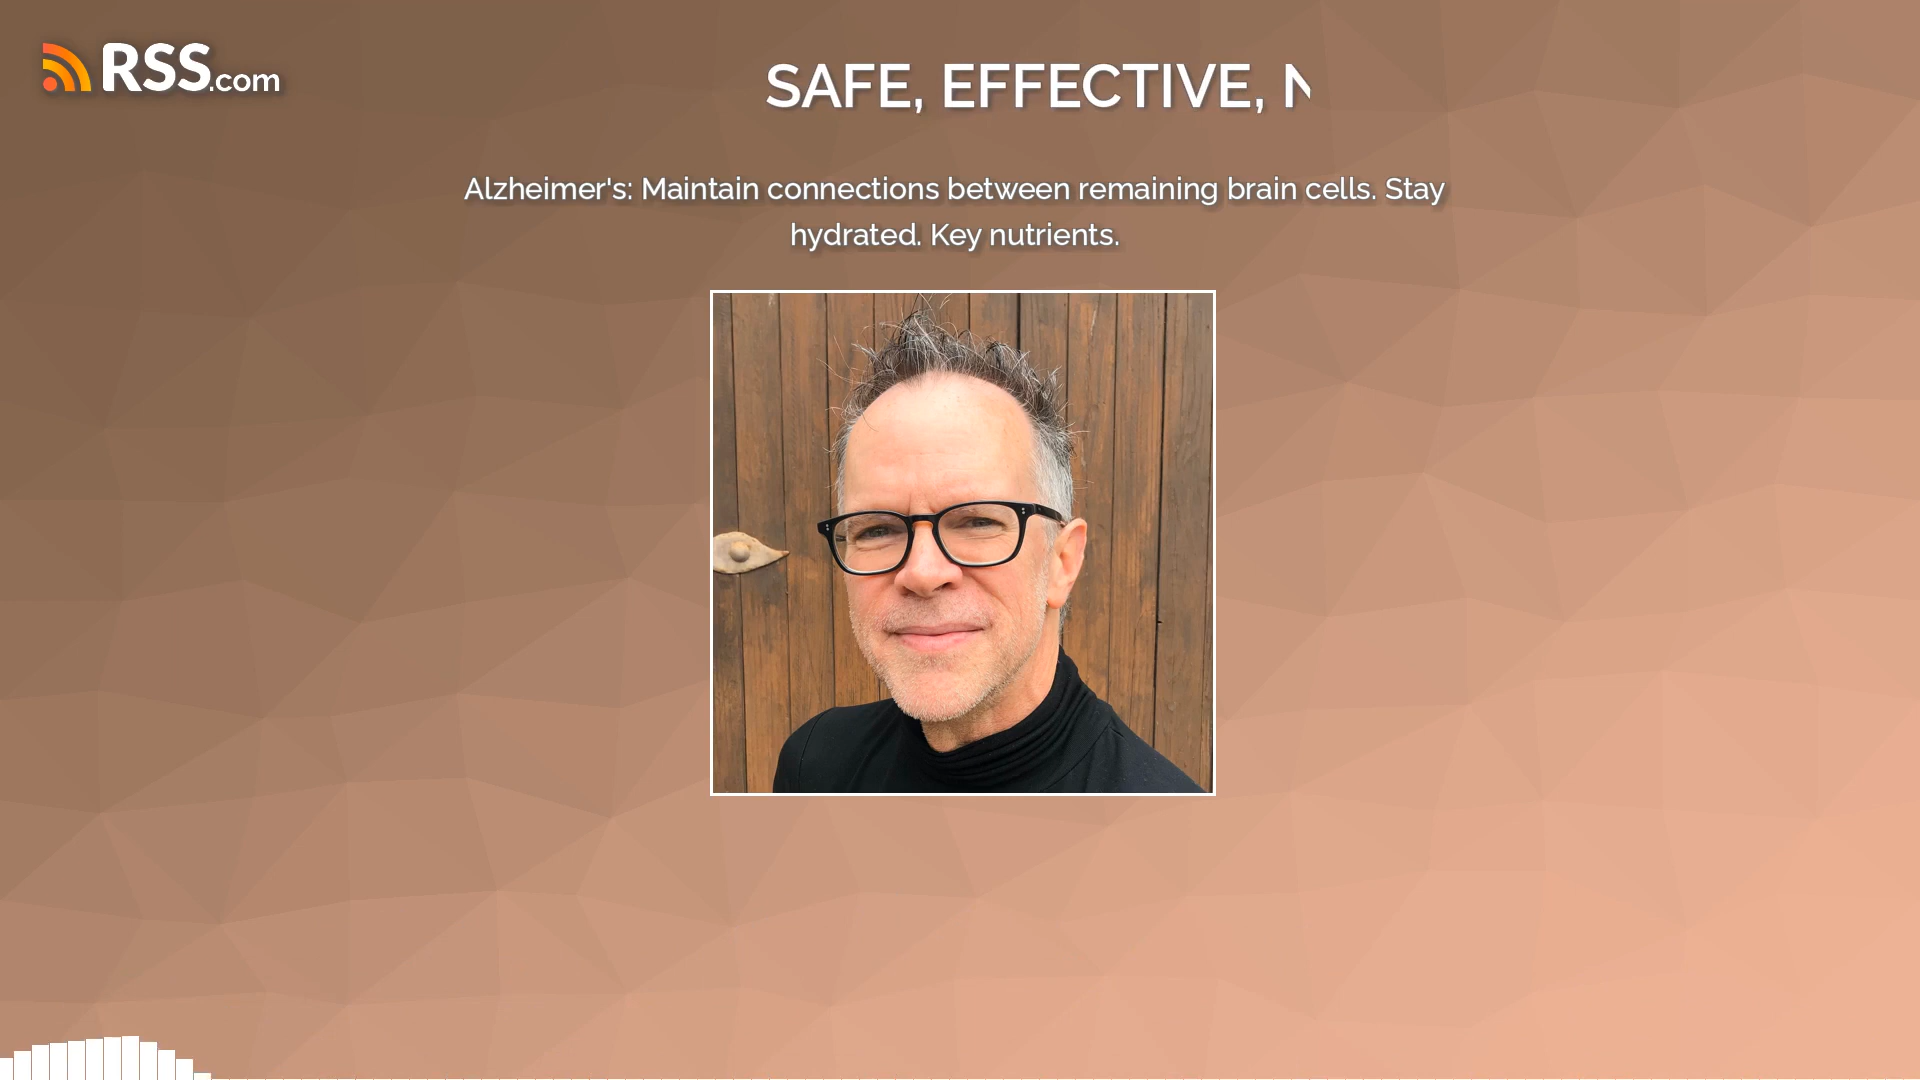 RSS.com
SAFE, EFFECTIVE,
Alzheimer's: Maintain connections between remaining brain cells. Stay
hydrated. Key nutrients.